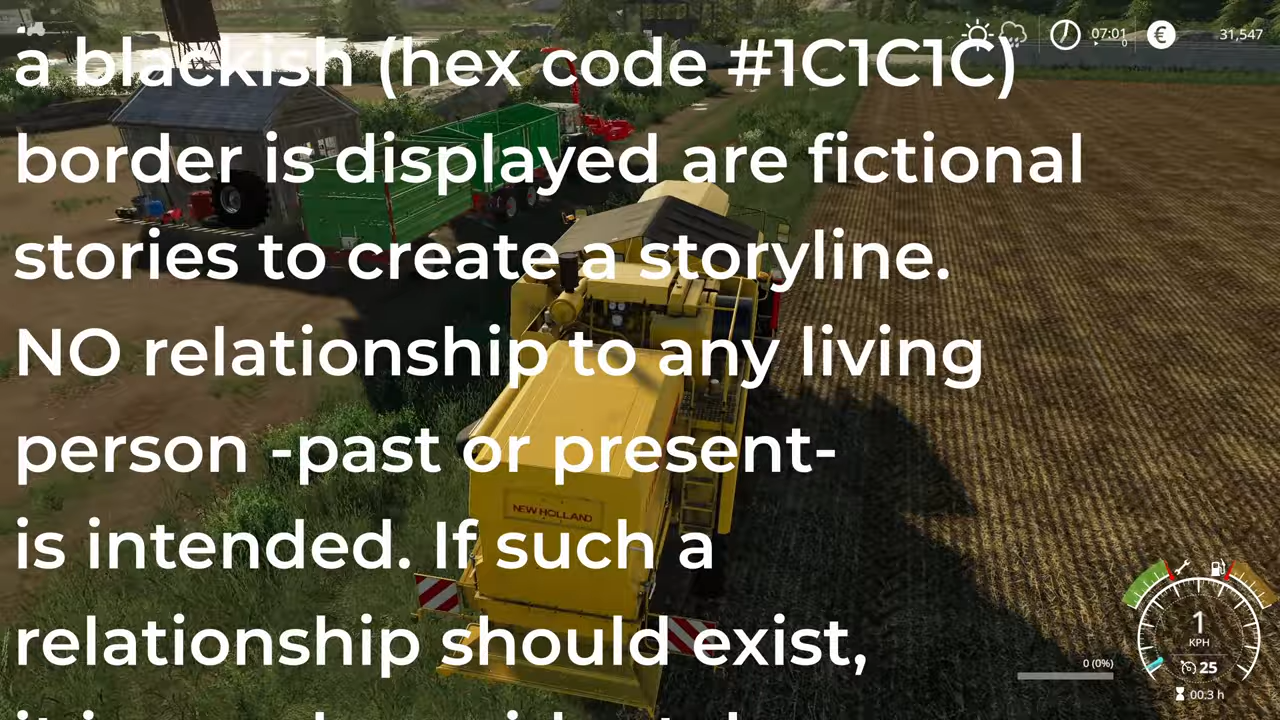 07:01
31,547
a blackish (hex code #1C1C1C)
border is displayed are fictional
stories to create a storyline.
NO relationship to any living
person -past or present-
is intended. If such a
relationship should exist,
NEW HOLLAND
1
KPH
25
0 (0%)
00.3 h